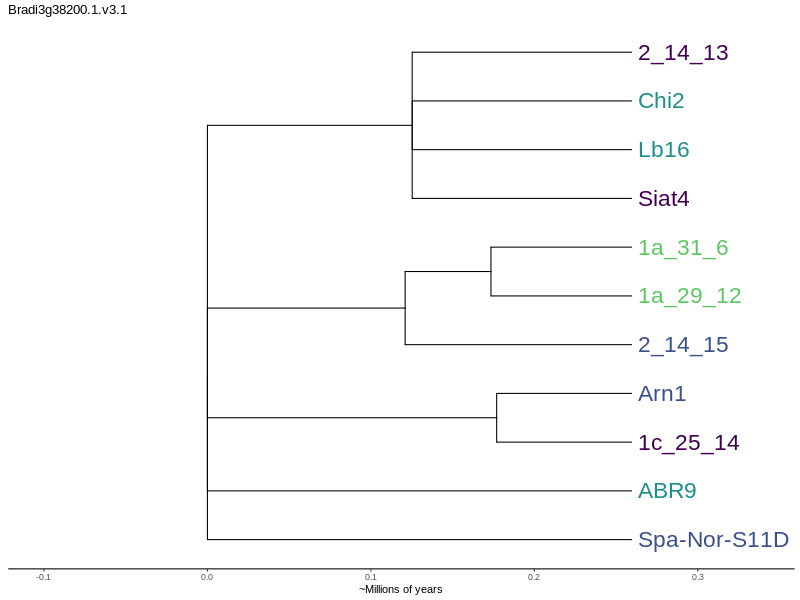 Bradi3g38200.1.v3.1
2_14_13
Chi2
Lb16
Siat4
1a_31_6
1a_29_12
2_14_15
Arn1
1c_25_14
ABR9
Spa-Nor-S11D
-0.1 0.0 0.1 0.2 0.3
~Millions of years